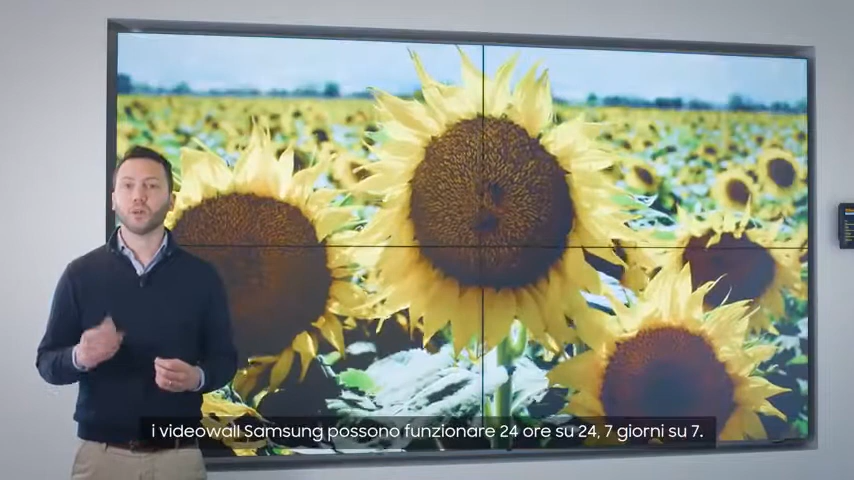 i videowall Samsung possono funzionare 24 ore su 24, 7 giorni su 7.